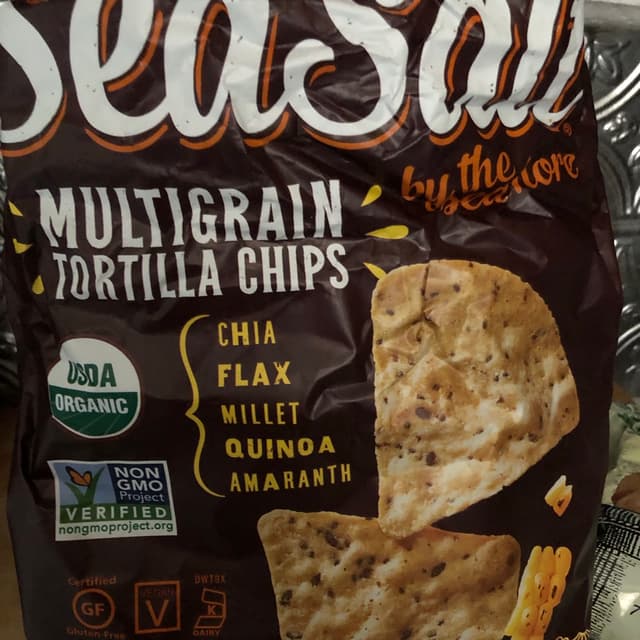 Sea Salt
by the Seashore
MULTIGRAIN
TORTILLA CHIPS
CHIA
FLAX
MILLET
QUINOA
AMARANTH
USDA
ORGANIC
NON
GMO
Project
VERIFIED
nongmoproject.org
Certified
GF
Gluten-Free
VEGAN
V
K
DAIRY